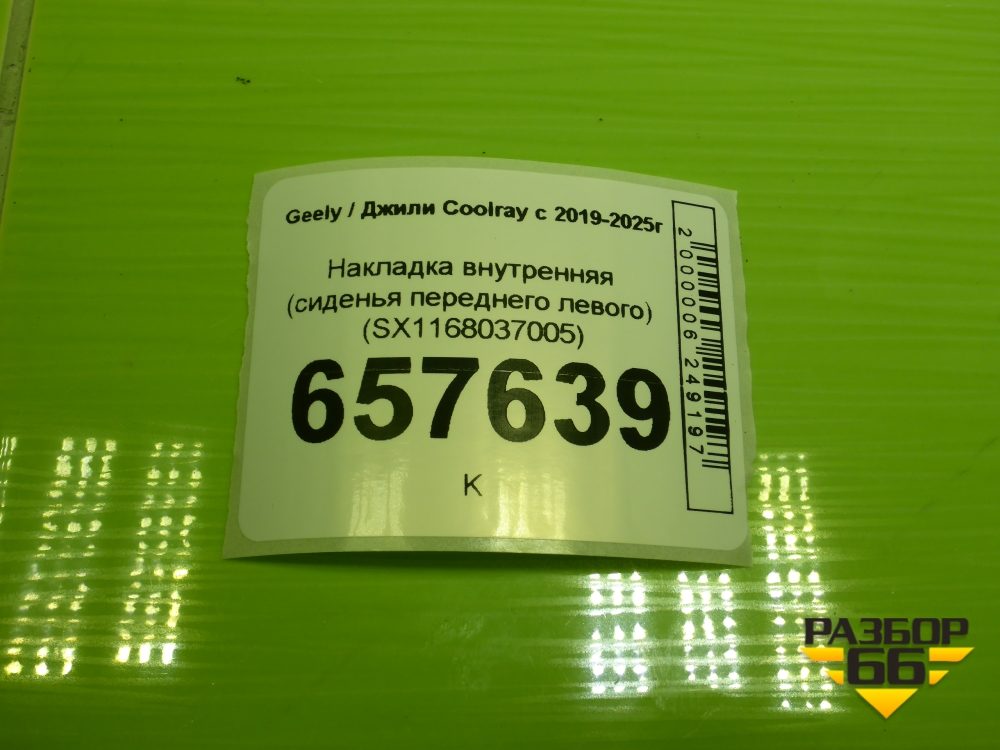 Geely / Джили Coolray с 2019-2025г
Накладка внутренняя
(сиденья переднего левого)
(SX1168037005)
657639
К
2000006249197
РАЗБОР
66